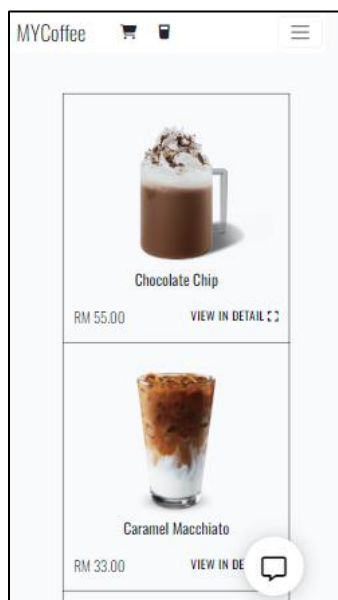 MYCoffee
Chocolate Chip
RM 55.00 VIEW IN DETAIL
Caramel Macchiato
RM 33.00 VIEW IN DE